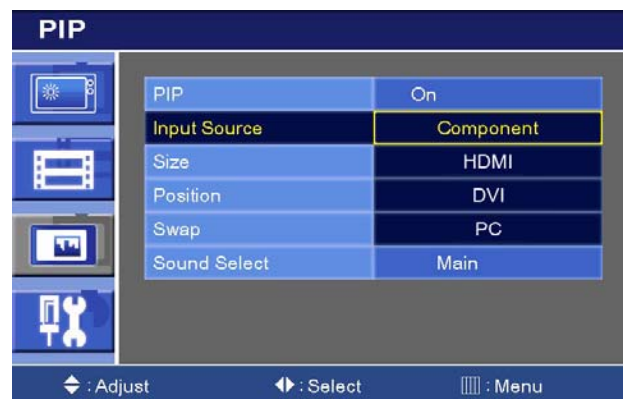 PIP
PIP On
Input Source Component
Size HDMI
Position DVI
Swap PC
Sound Select Main
: Adjust : Select : Menu